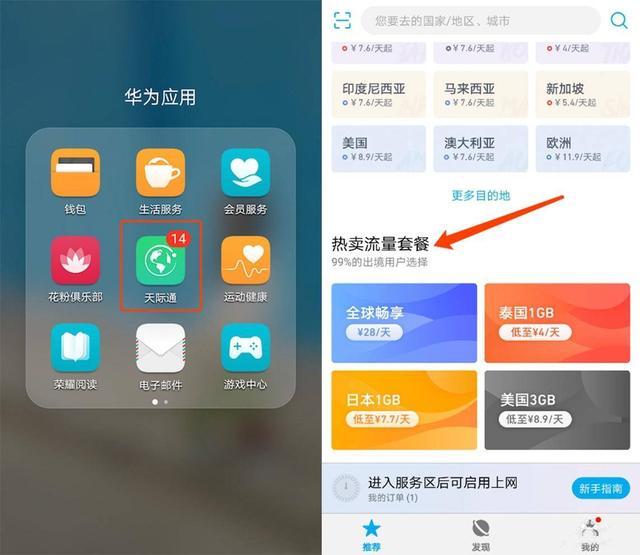 华为应用
钱包
生活服务
会员服务
14
花粉俱乐部
天际通
运动健康
荣耀阅读
电子邮件
游戏中心
您要去的国家/地区、城市
¥7.6/天起
¥7.6/天起
¥4/天起
印度尼西亚
¥7.6/天起
马来西亚
¥7.6/天起
新加坡
¥5.4/天起
美国
¥8.9/天起
澳大利亚
¥7.6/天起
欧洲
¥11.9/天起
更多目的地
热卖流量套餐
99%的出境用户选择
全球畅享
¥28/天
泰国1GB
低至¥4/天
日本1GB
低至¥7.7/天
美国3GB
低至¥8.9/天
进入服务区后可启用上网
我的订单 (1)
新手指南
推荐
发现
我的